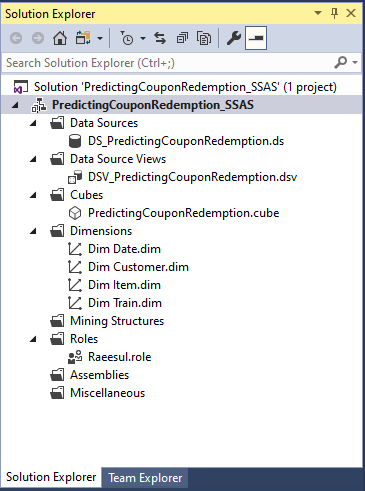 Solution Explorer
Search Solution Explorer (Ctrl+;)
Solution 'PredictingCouponRedemption_SSAS' (1 project)
PredictingCouponRedemption_SSAS
Data Sources
DS_PredictingCouponRedemption.ds
Data Source Views
DSV_PredictingCouponRedemption.dsv
Cubes
PredictingCouponRedemption.cube
Dimensions
Dim Date.dim
Dim Customer.dim
Dim Item.dim
Dim Train.dim
Mining Structures
Roles
Raeesul.role
Assemblies
Miscellaneous
Solution Explorer Team Explorer